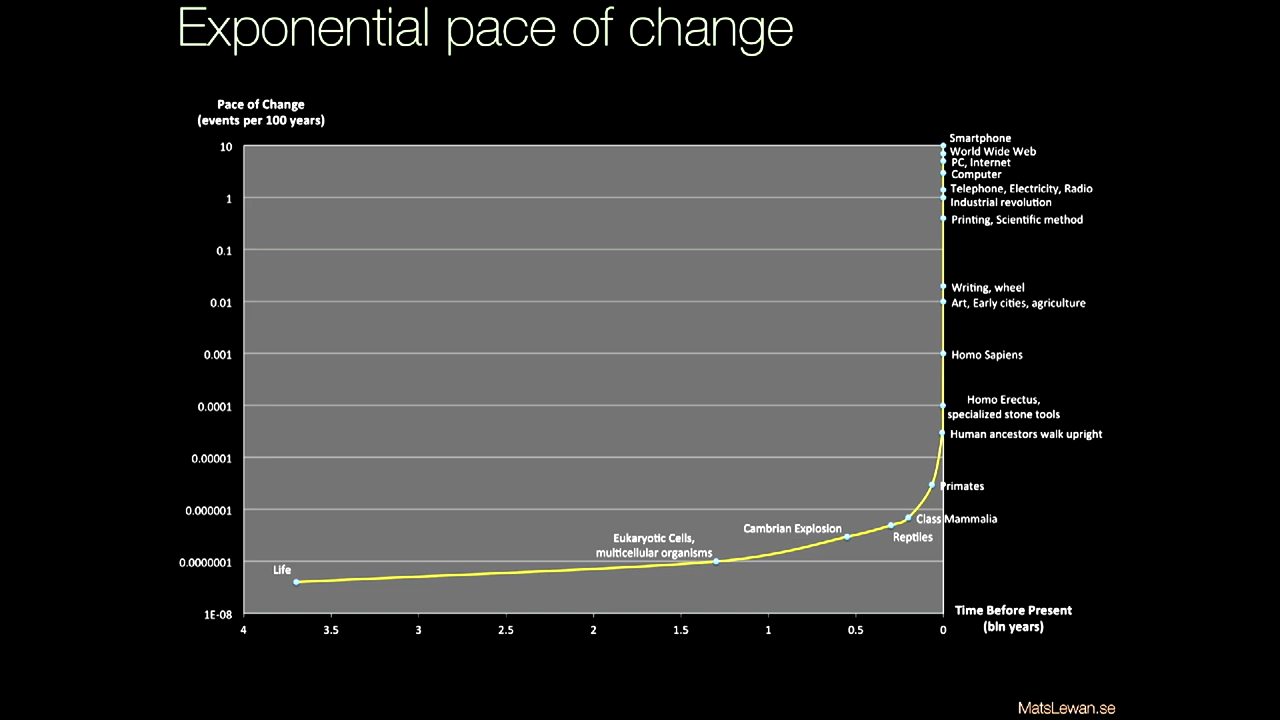 Exponential pace of change
Pace of Change
(events per 100 years)
10
1
0.1
0.01
0.001
0.0001
0.00001
0.000001
0.0000001
1E-08
4
3.5
3
2.5
2
1.5
1
0.5
0
Time Before Present
(bln years)
Smartphone
World Wide Web
PC, Internet
Computer
Telephone, Electricity, Radio
Industrial revolution
Printing, Scientific method
Writing, wheel
Art, Early cities, agriculture
Homo Sapiens
Homo Erectus,
specialized stone tools
Human ancestors walk upright
Primates
Class Mammalia
Reptiles
Cambrian Explosion
Eukaryotic Cells,
multicellular organisms
Life
MatsLewan.se